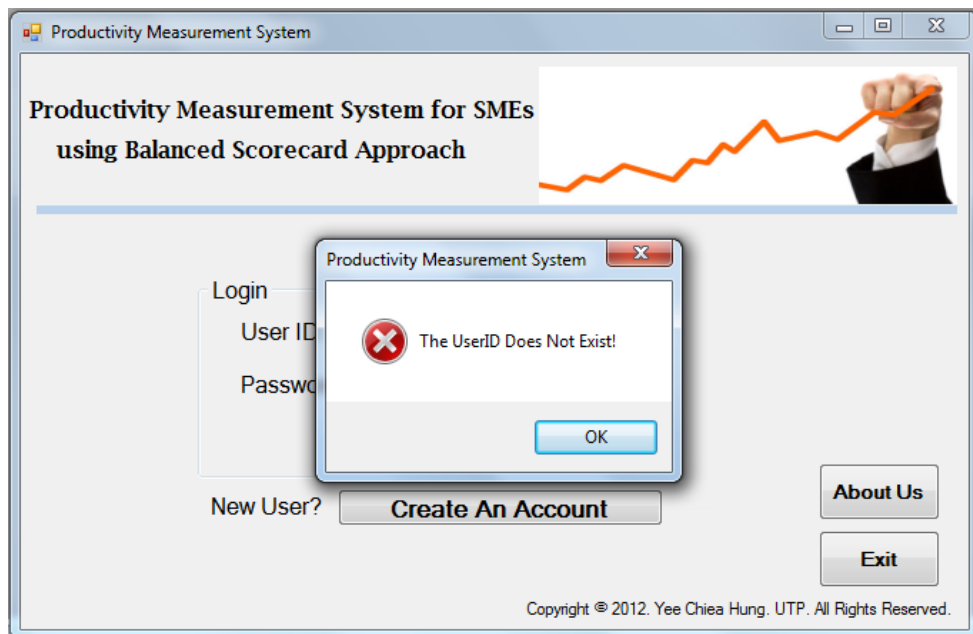 Productivity Measurement System
Productivity Measurement System for SMEs
using Balanced Scorecard Approach
Productivity Measurement System
The UserID Does Not Exist!
OK
Login
User ID
Passwo
New User?
Create An Account
About Us
Exit
Copyright © 2012. Yee Chiea Hung. UTP. All Rights Reserved.